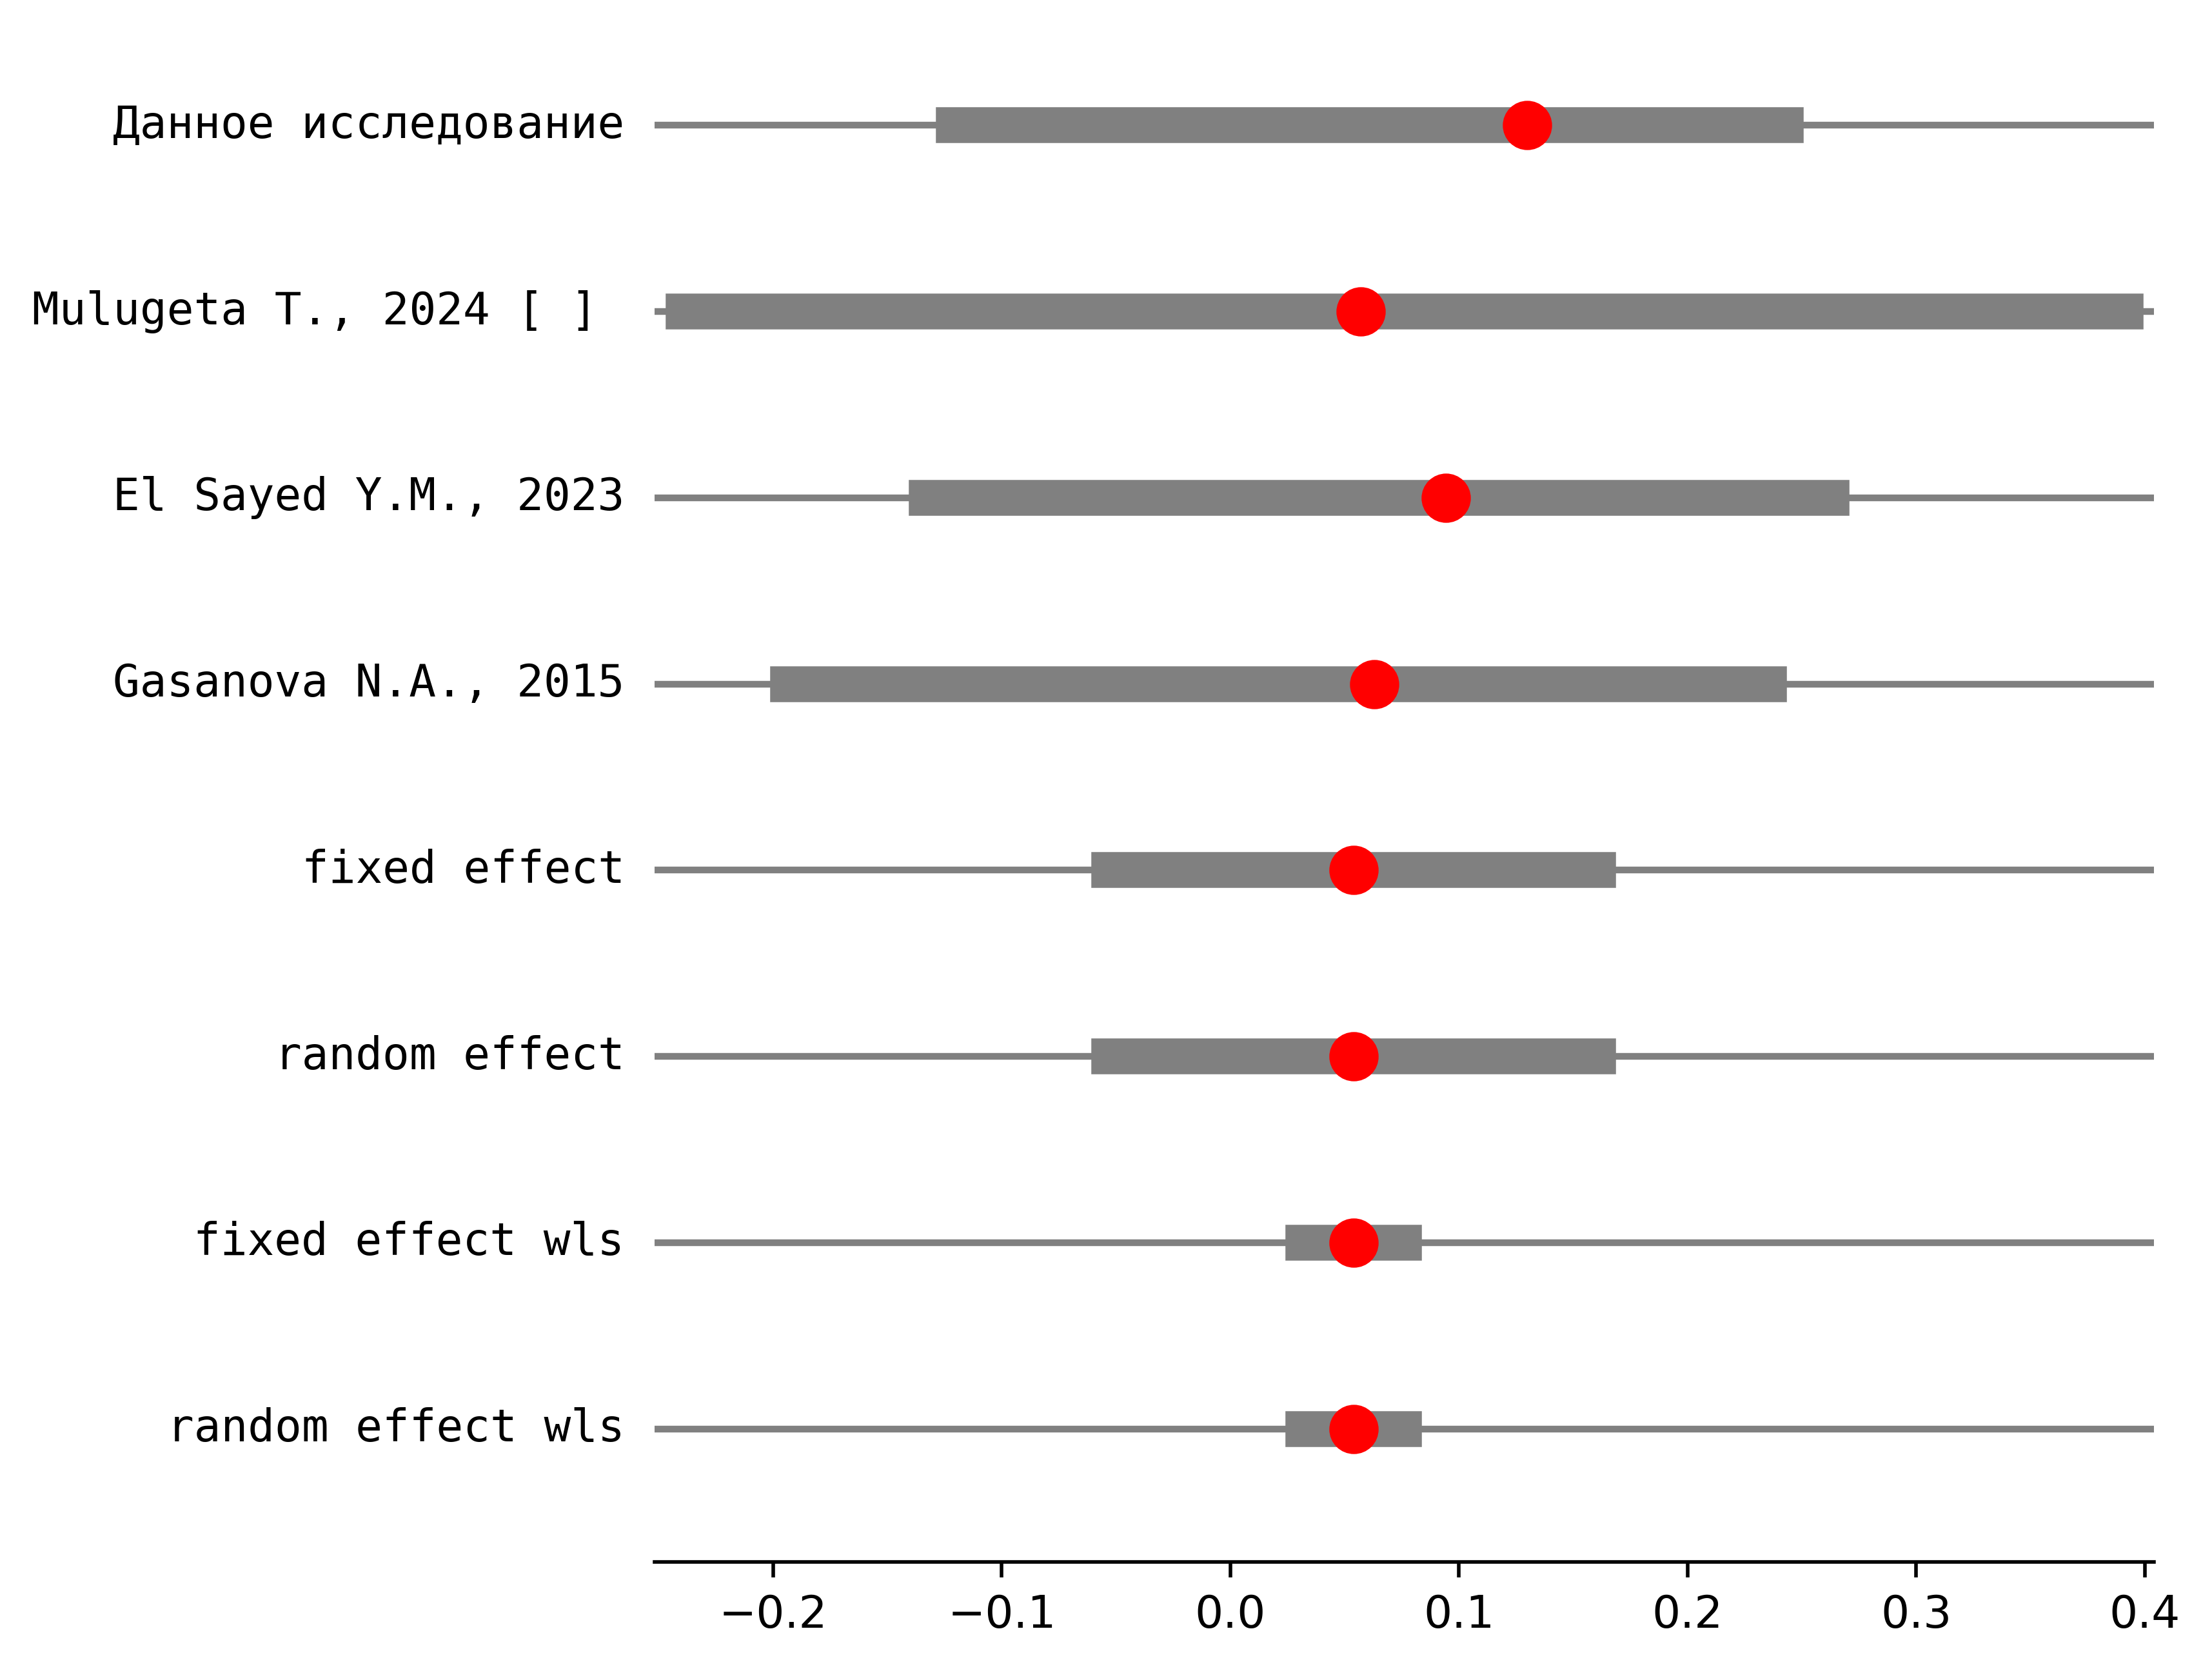 Данное исследование
Mulugeta T., 2024 [ ]
El Sayed Y.M., 2023
Gasanova N.A., 2015
fixed effect
random effect
fixed effect wls
random effect wls
−0.2 −0.1 0.0 0.1 0.2 0.3 0.4